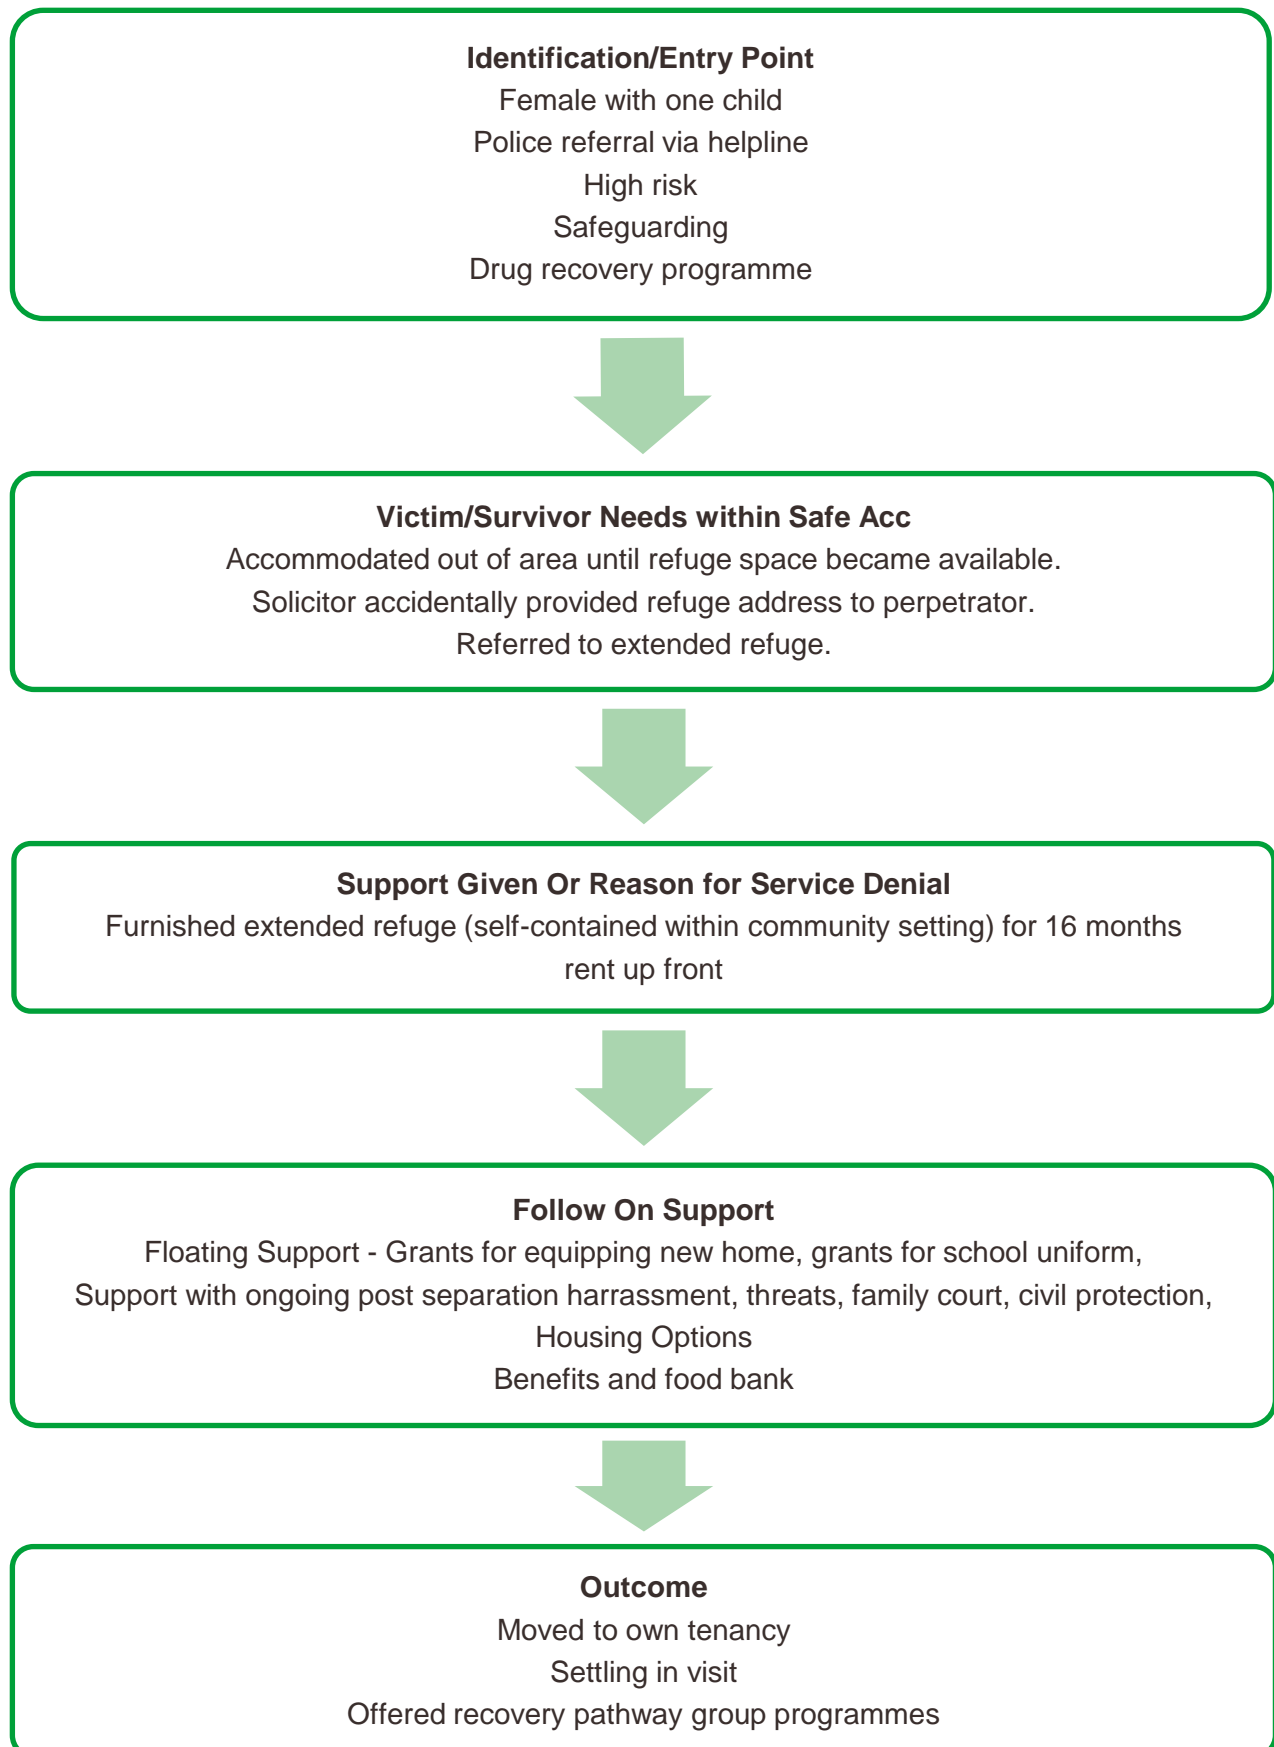 Identification/Entry Point
Female with one child
Police referral via helpline
High risk
Safeguarding
Drug recovery programme
Victim/Survivor Needs within Safe Acc
Accommodated out of area until refuge space became available.
Solicitor accidentally provided refuge address to perpetrator.
Referred to extended refuge.
Support Given Or Reason for Service Denial
Furnished extended refuge (self-contained within community setting) for 16 months
rent up front
Follow On Support
Floating Support - Grants for equipping new home, grants for school uniform,
Support with ongoing post separation harrassment, threats, family court, civil protection,
Housing Options
Benefits and food bank
Outcome
Moved to own tenancy
Settling in visit
Offered recovery pathway group programmes